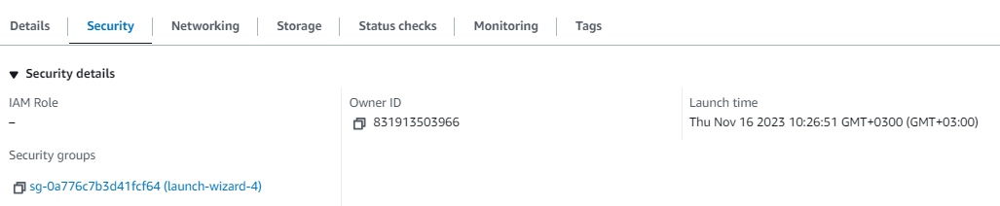 Details Security Networking Storage Status checks Monitoring Tags
Security details
IAM Role Owner ID Launch time
– 831913503966 Thu Nov 16 2023 10:26:51 GMT+0300 (GMT+03:00)
Security groups
sg-0a776c7b3d41fcf64 (launch-wizard-4)